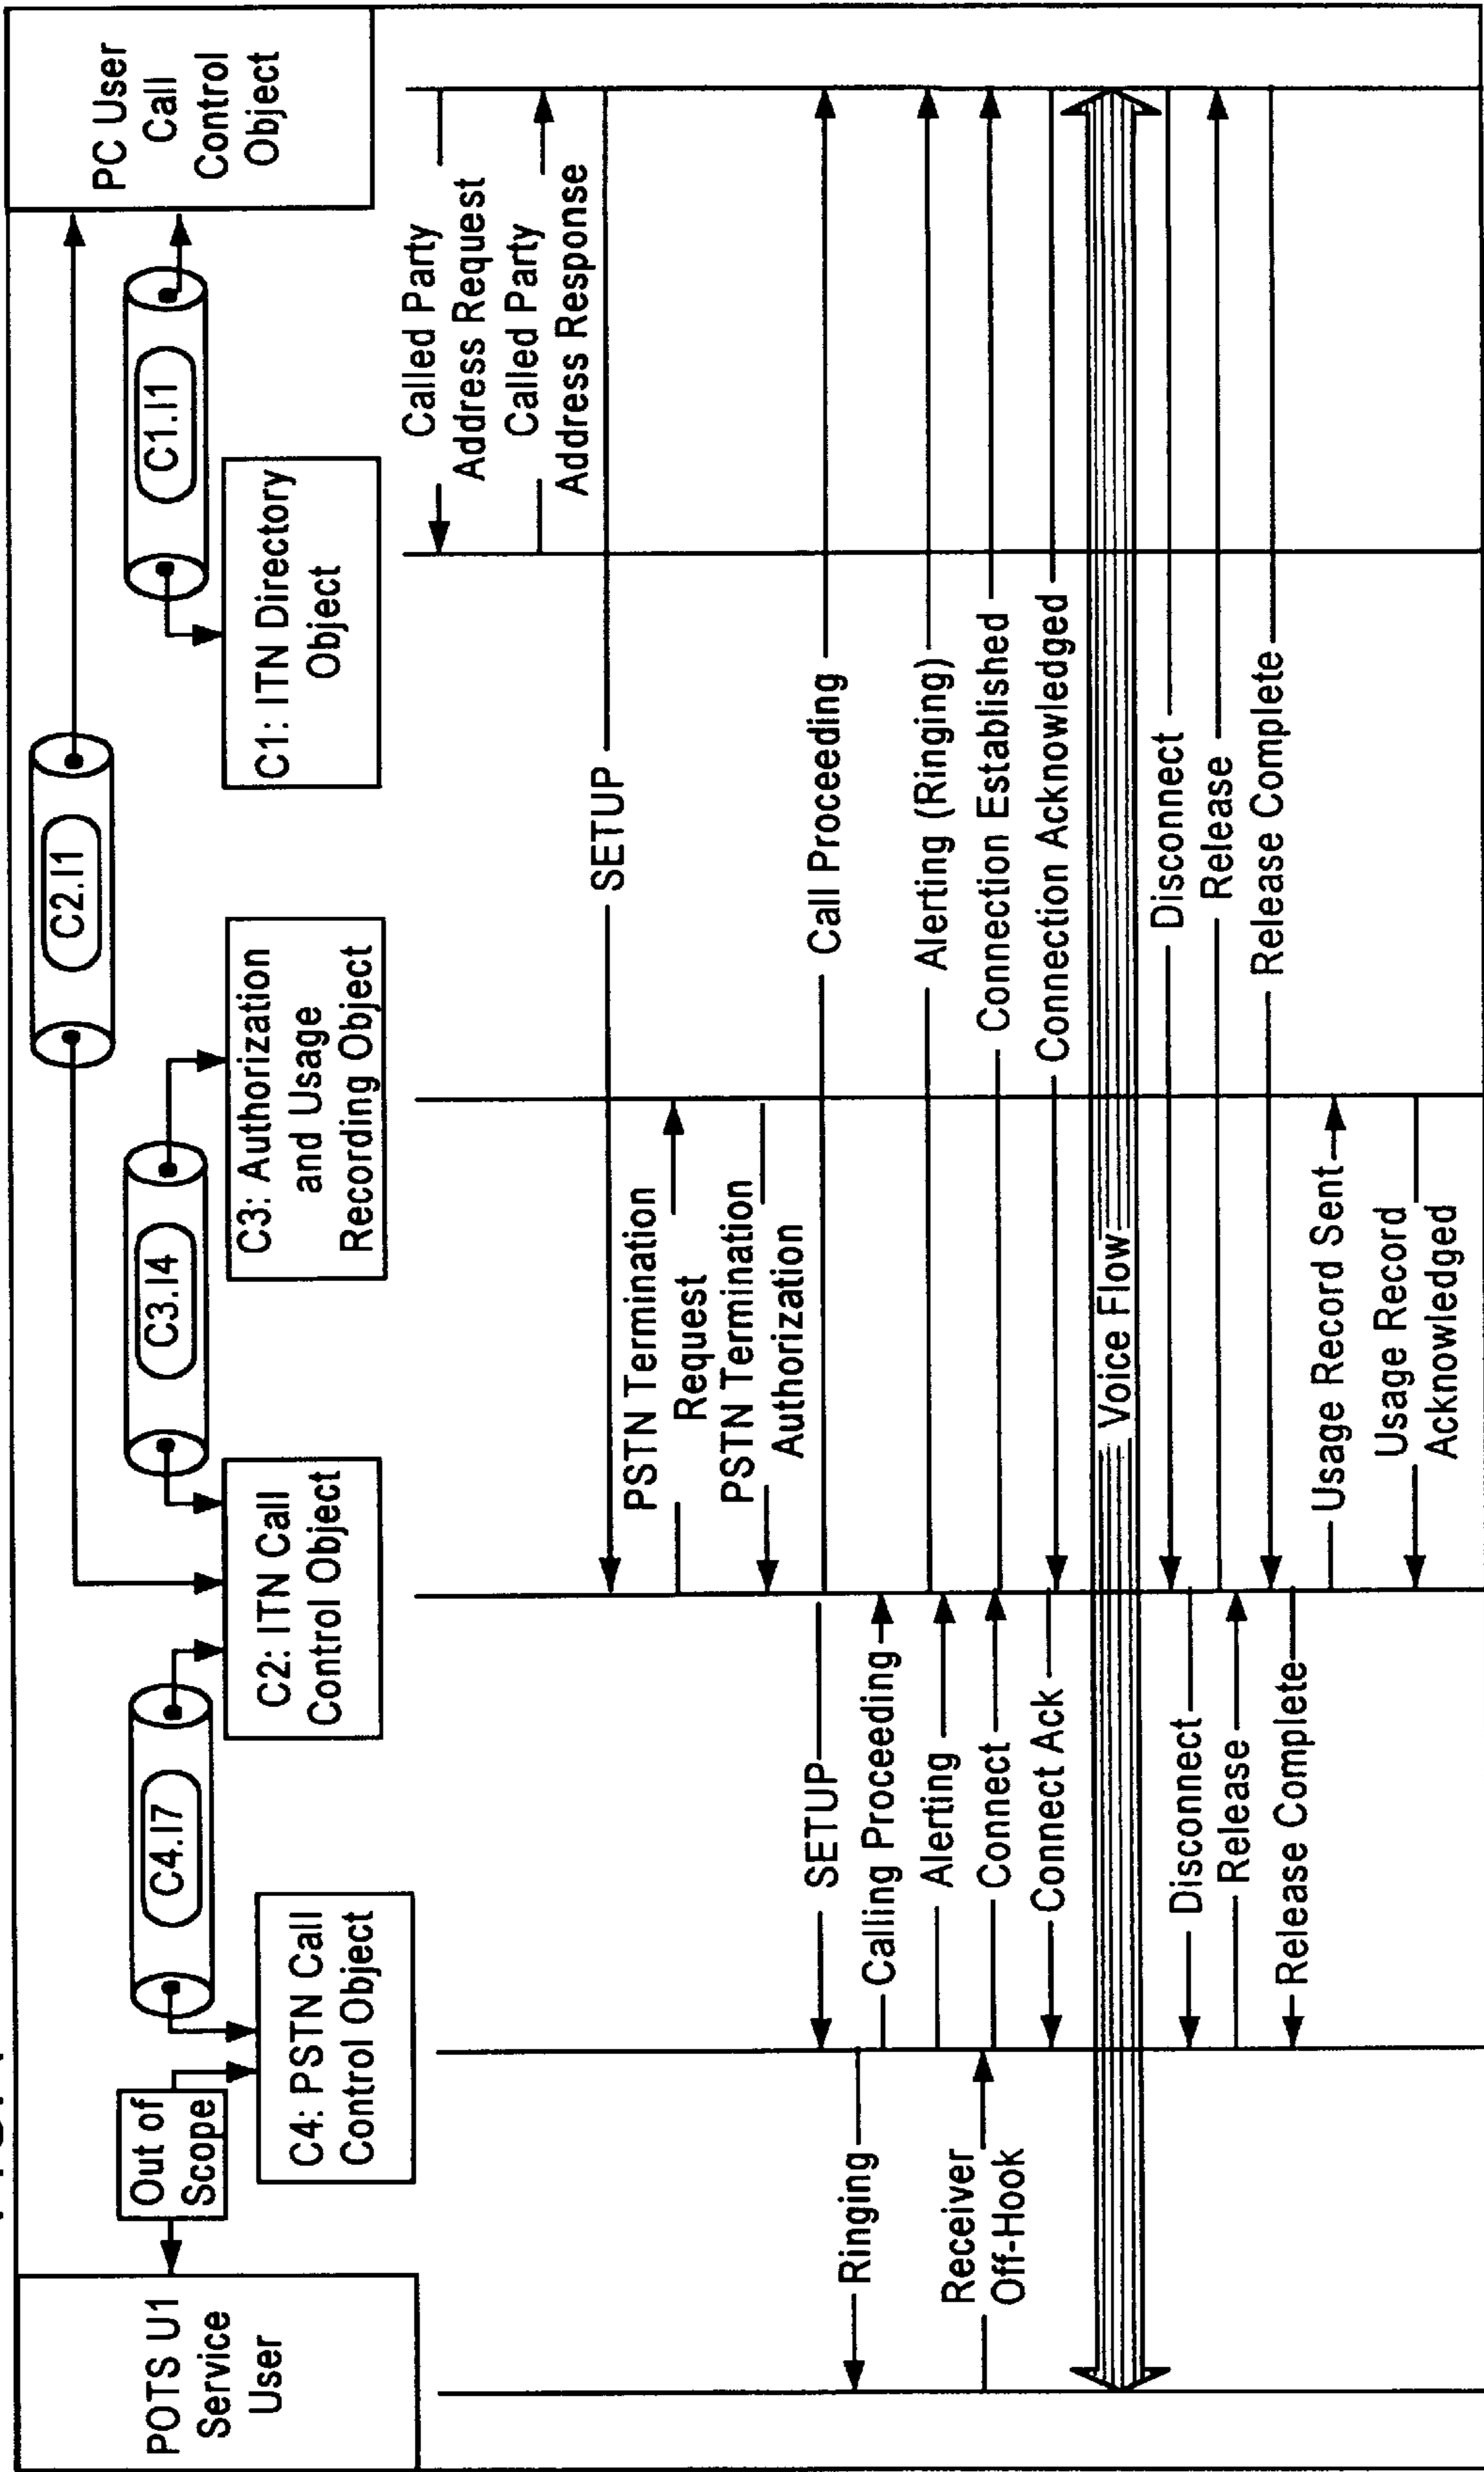 POTS U1
Service
User
Out of
Scope
C4: PSTN Call
Control Object
C4.I7
C2: ITN Call
Control Object
C3.I4
C3: Authorization
and Usage
Recording Object
C2.I1
C1: ITN Directory
Object
C1.I1
PC User
Call
Control
Object
Called Party
Address Request
Called Party
Address Response
SETUP
PSTN Termination
Request
PSTN Termination
Authorization
SETUP
Call Proceeding
Ringing
Calling Proceeding
Alerting
Alerting (Ringing)
Receiver
Off-Hook
Connect
Connection Established
Connect Ack
Connection Acknowledged
Voice Flow
Disconnect
Disconnect
Release
Release
Release Complete
Release Complete
Usage Record Sent
Usage Record
Acknowledged